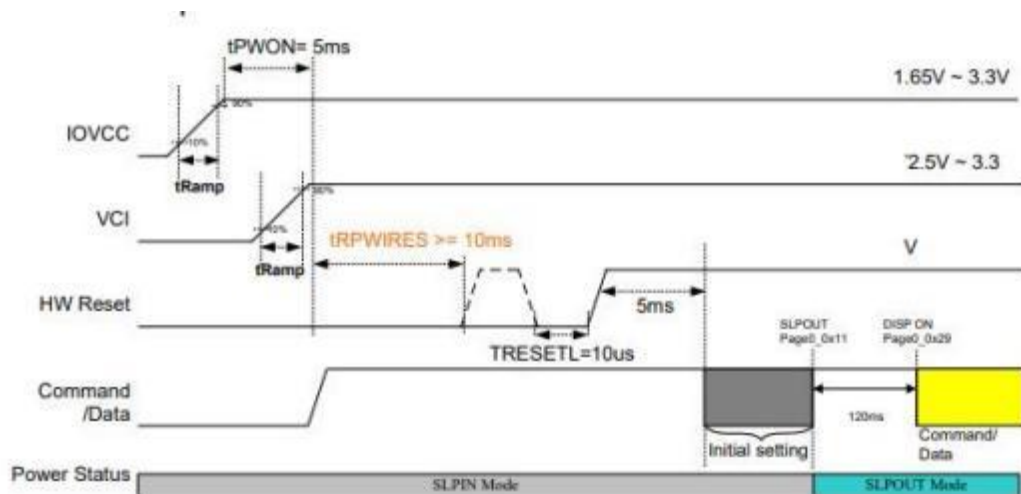 tPWON= 5ms
1.65V ~ 3.3V
90%
IOVCC
10%
tRamp
2.5V ~ 3.3
90%
VCI
10%
tRPWIRES >= 10ms
tRamp
V
HW Reset
5ms
SLPOUT
Page0_0x11
DISP ON
Page0_0x29
TRESETL=10us
Command
/Data
120ms
Initial setting
Command/
Data
Power Status
SLPIN Mode
SLPOUT Mode